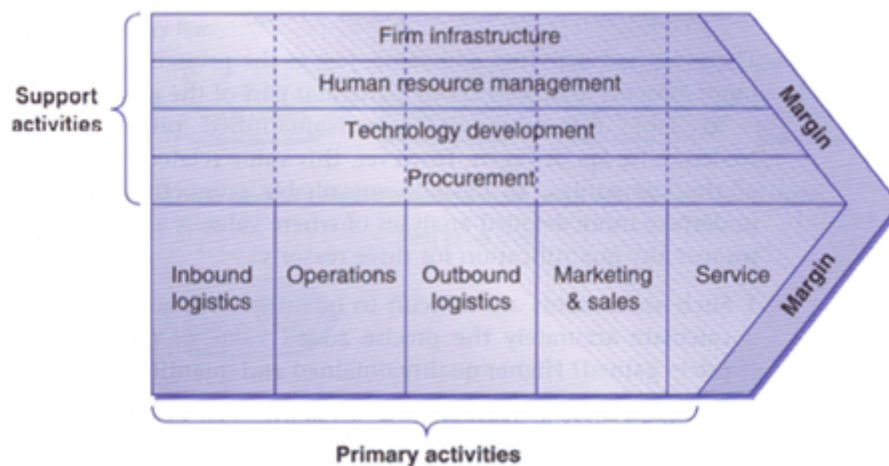 Firm infrastructure
Human resource management
Support
activities
Technology development
Procurement
Margin
Inbound
logistics
Operations
Outbound
logistics
Marketing
& sales
Service
Margin
Primary activities